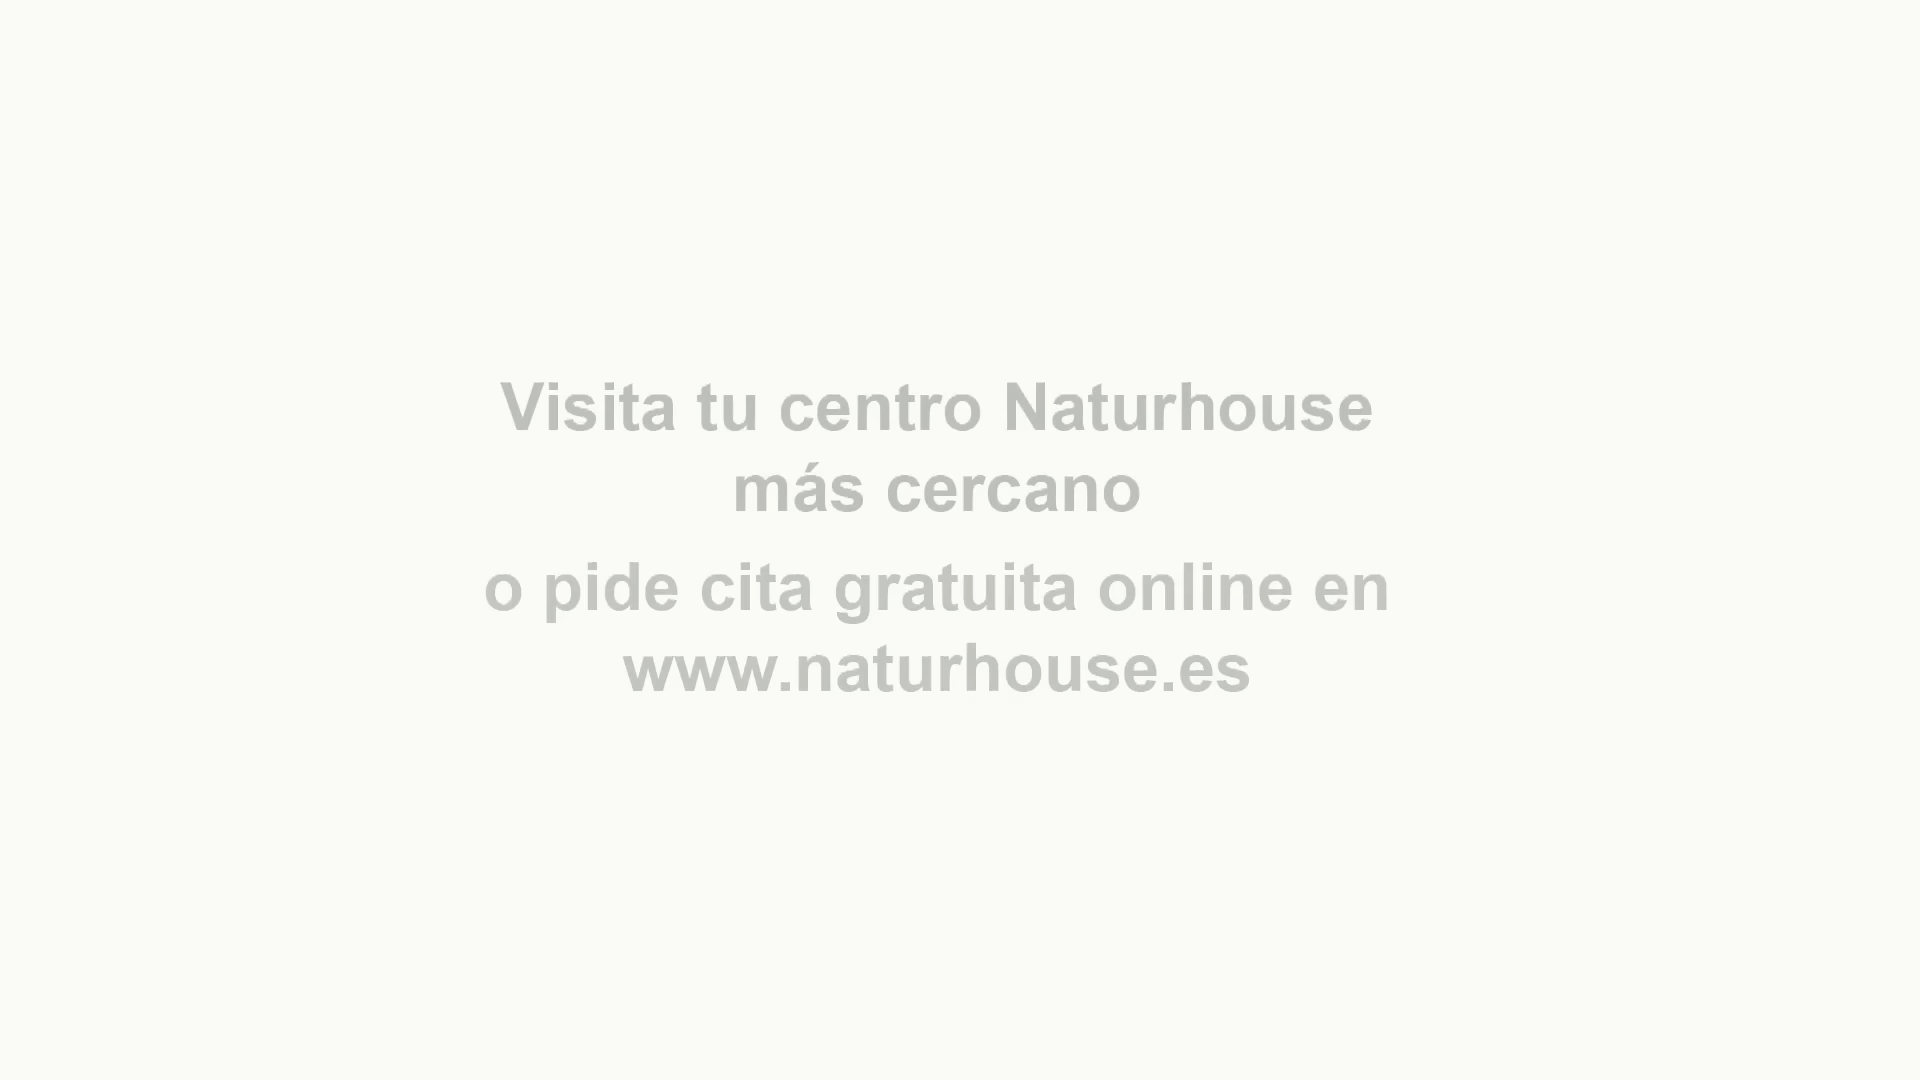 Visita tu centro Naturhouse
más cercano
o pide cita gratuita online en
www.naturhouse.es